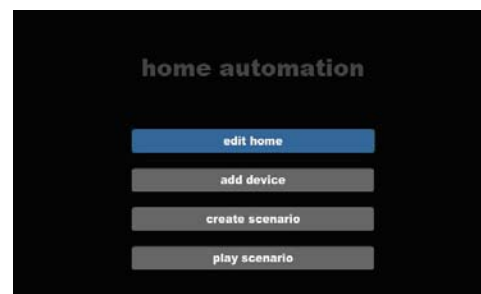 home automation
edit home
add device
create scenario
play scenario